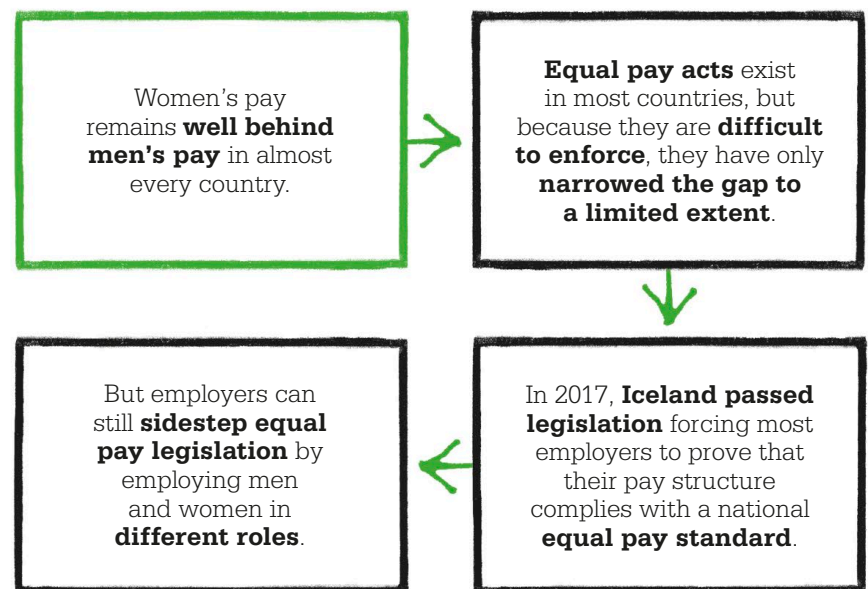 Women’s pay
remains well behind
men’s pay in almost
every country.
Equal pay acts exist
in most countries, but
because they are difficult
to enforce, they have only
narrowed the gap to
a limited extent.
In 2017, Iceland passed
legislation forcing most
employers to prove that
their pay structure
complies with a national
equal pay standard.
But employers can
still sidestep equal
pay legislation by
employing men
and women in
different roles.